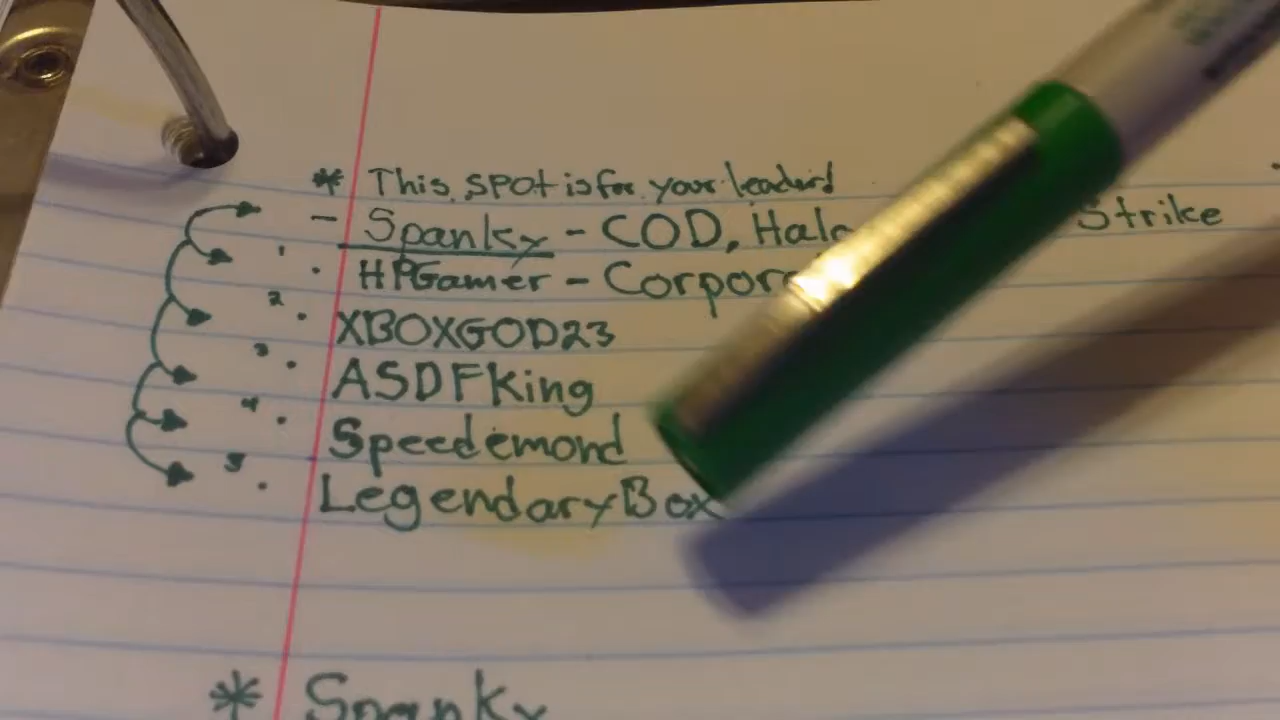 * This SPOT is for your leader!
- Spanky - COD, Halo Strike
1 . HPGamer - Corpor
2 . XBOXGOD23
3 . ASDFKing
4 . Speedemond
5 . LegendaryBox
* Spanky